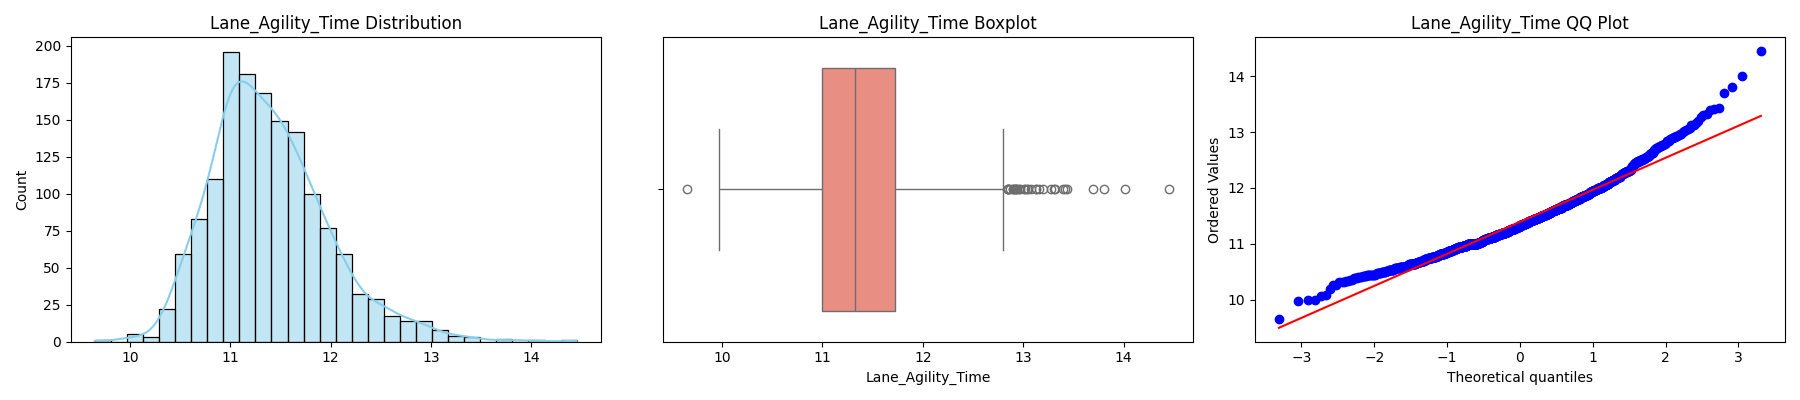 Lane_Agility_Time Distribution
Count
200
175
150
125
100
75
50
25
0
10 11 12 13 14
Lane_Agility_Time Boxplot
10 11 12 13 14
Lane_Agility_Time
Lane_Agility_Time QQ Plot
Ordered Values
14
13
12
11
10
−3 −2 −1 0 1 2 3
Theoretical quantiles